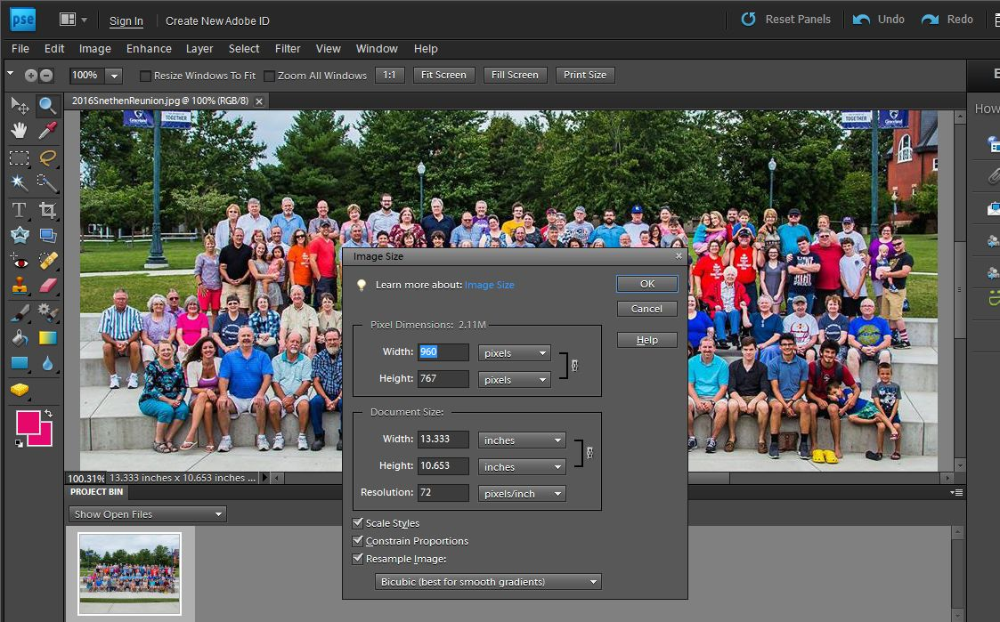 pse Sign In Create New Adobe ID Reset Panels Undo Redo
File Edit Image Enhance Layer Select Filter View Window Help
100% Resize Windows To Fit Zoom All Windows 1:1 Fit Screen Fill Screen Print Size
2016SnethenReunion.jpg @ 100% (RGB/8)
How
Graceland
TOGETHER
TOGETHER
Graceland
Image Size
Learn more about: Image Size
OK
Cancel
Help
Pixel Dimensions: 2.11M
Width: 960 pixels
Height: 767 pixels
Document Size:
Width: 13.333 inches
Height: 10.653 inches
Resolution: 72 pixels/inch
Scale Styles
Constrain Proportions
Resample Image:
Bicubic (best for smooth gradients)
100.31% 13.333 inches x 10.653 inches ...
PROJECT BIN
Show Open Files